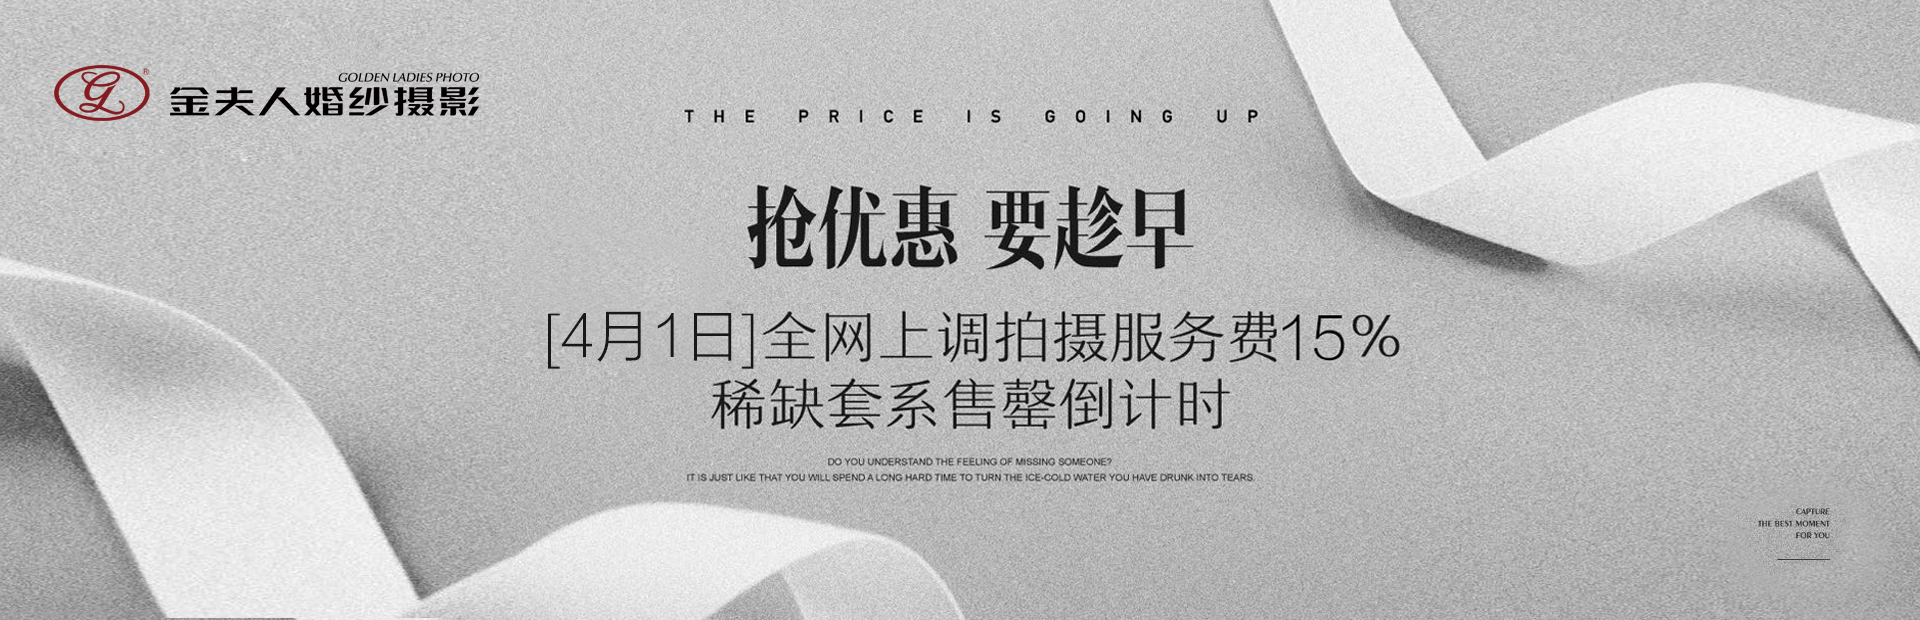 GOLDEN LADIES PHOTO
金夫人婚纱摄影
THE PRICE IS GOING UP
抢优惠 要趁早
[4月1日]全网上调拍摄服务费15%
稀缺套系售罄倒计时
DO YOU UNDERSTAND THE FEELING OF MISSING SOMEONE?
IT IS JUST LIKE THAT YOU WILL SPEND A LONG HARD TIME TO TURN THE ICE-COLD WATER YOU HAVE DRUNK INTO TEARS.
CAPTURE
THE BEST MOMENT
FOR YOU